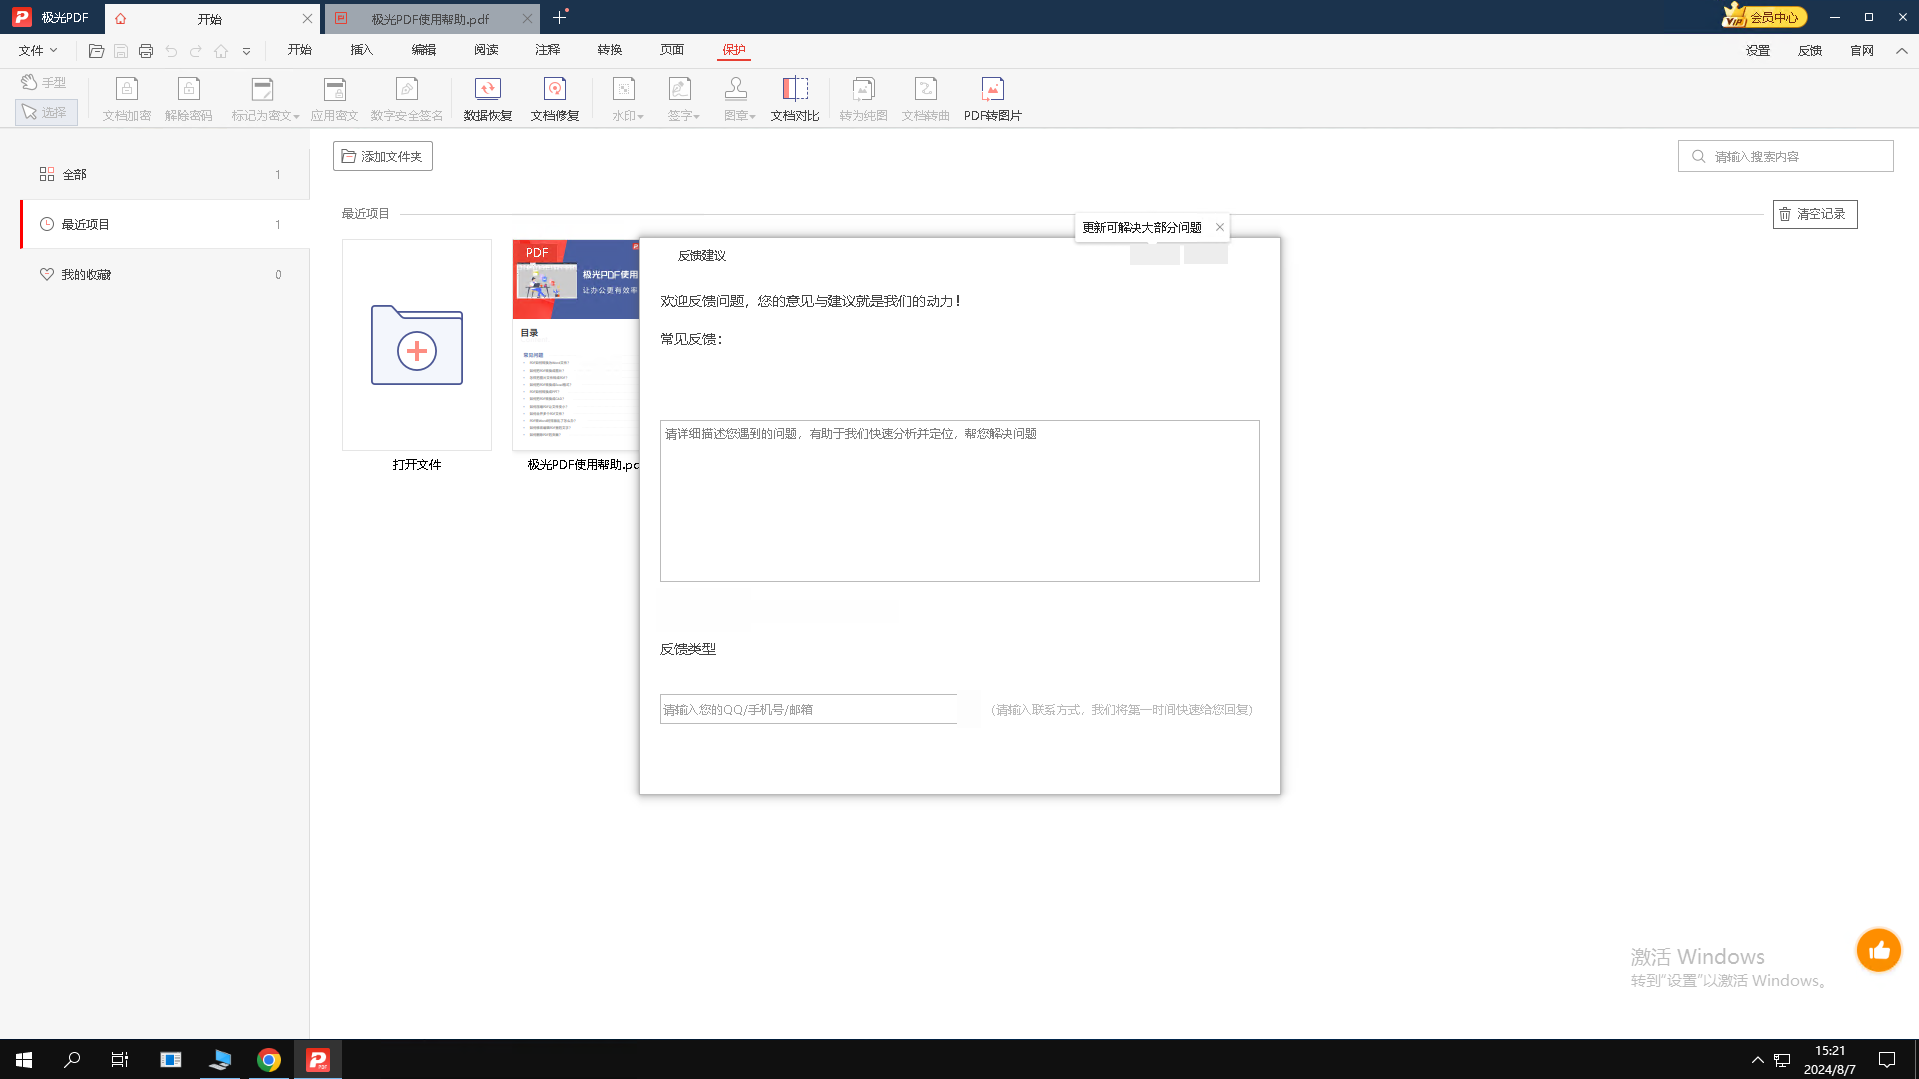 极光PDF
开始
极光PDF使用帮助.pdf
VIP 会员中心
文件
开始
插入
编辑
阅读
注释
转换
页面
保护
设置
反馈
官网
手型
选择
文档加密
解除密码
标记为密文
应用密文
数字安全签名
数据恢复
文档修复
水印
签字
图章
文档对比
转为纯图
文档转曲
PDF转图片
全部 1
最近项目 1
我的收藏 0
添加文件夹
请输入搜索内容
最近项目
清空记录
更新可解决大部分问题
PDF
极光PDF使用
让办公更有效率
目录
常见问题
打开文件
极光PDF使用帮助.pd
反馈建议
欢迎反馈问题，您的意见与建议就是我们的动力！
常见反馈：
请详细描述您遇到的问题，有助于我们快速分析并定位，帮您解决问题
反馈类型
请输入您的QQ/手机号/邮箱
（请输入联系方式，我们将第一时间快速给您回复）
激活 Windows
转到“设置”以激活 Windows。
15:21
2024/8/7